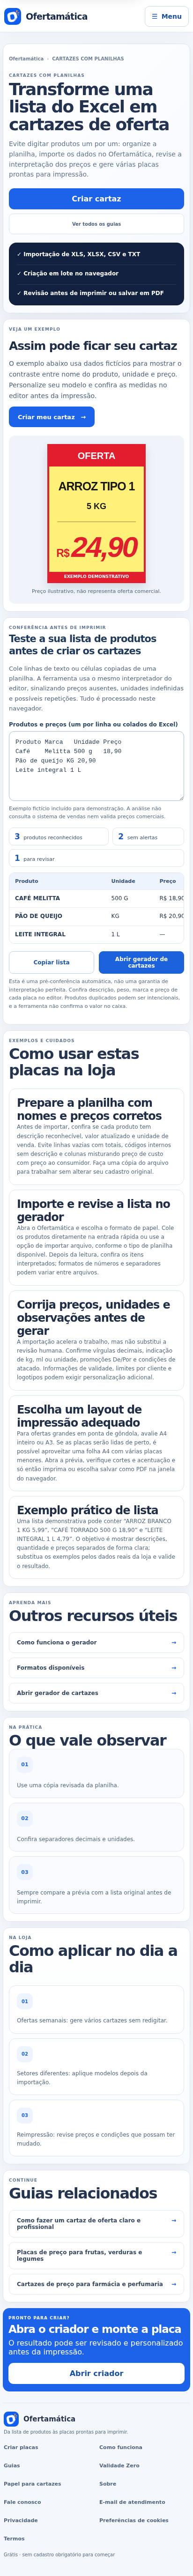 Ofertamática
☰ Menu
Ofertamática › CARTAZES COM PLANILHAS
CARTAZES COM PLANILHAS
Transforme uma
lista do Excel em
cartazes de oferta
Evite digitar produtos um por um: organize a
planilha, importe os dados no Ofertamática, revise a
interpretação dos preços e gere várias placas
prontas para impressão.
Criar cartaz
Ver todos os guias
✓ Importação de XLS, XLSX, CSV e TXT
✓ Criação em lote no navegador
✓ Revisão antes de imprimir ou salvar em PDF
VEJA UM EXEMPLO
Assim pode ficar seu cartaz
O exemplo abaixo usa dados fictícios para mostrar o
contraste entre nome do produto, unidade e preço.
Personalize seu modelo e confira as medidas no
editor antes da impressão.
Criar meu cartaz →
OFERTA
ARROZ TIPO 1
5 KG
R$ 24,90
EXEMPLO DEMONSTRATIVO
Preço ilustrativo, não representa oferta comercial.
CONFERÊNCIA ANTES DE IMPRIMIR
Teste a sua lista de produtos
antes de criar os cartazes
Cole linhas de texto ou células copiadas de uma
planilha. A ferramenta usa o mesmo interpretador do
editor, sinalizando preços ausentes, unidades indefinidas
e possíveis repetições. Tudo é processado neste
navegador.
Produtos e preços (um por linha ou colados do Excel)
Produto Marca Unidade Preço
Café Melitta 500 g 18,90
Pão de queijo KG 20,90
Leite integral 1 L
Exemplo fictício incluído para demonstração. A análise não
consulta o sistema de vendas nem valida preços comerciais.
3 produtos reconhecidos
2 sem alertas
1 para revisar
Produto Unidade Preço
CAFÉ MELITTA 500 G R$ 18,90
PÃO DE QUEIJO KG R$ 20,90
LEITE INTEGRAL 1 L —
Copiar lista
Abrir gerador de
cartazes
Esta é uma pré-conferência automática, não uma garantia de
interpretação perfeita. Confira descrição, peso, marca e preço de
cada placa no editor. Produtos duplicados podem ser intencionais,
e a ferramenta não confirma o valor no caixa.
EXEMPLOS E CUIDADOS
Como usar estas
placas na loja
Prepare a planilha com
nomes e preços corretos
Antes de importar, confira se cada produto tem
descrição reconhecível, valor atualizado e unidade de
venda. Evite linhas vazias com totais, códigos internos
sem descrição e colunas misturando preço de custo
com preço ao consumidor. Faça uma cópia do arquivo
para trabalhar sem alterar seu cadastro original.
Importe e revise a lista no
gerador
Abra o Ofertamática e escolha o formato de papel. Cole
os produtos diretamente na entrada rápida ou use a
opção de importar arquivo, conforme o tipo de planilha
disponível. Depois da leitura, confira os itens
interpretados; formatos de números e separadores
podem variar entre arquivos.
Corrija preços, unidades e
observações antes de
gerar
A importação acelera o trabalho, mas não substitui a
revisão humana. Confirme vírgulas decimais, indicação
de kg, ml ou unidade, promoções De/Por e condições de
atacado. Informações de validade, limites por cliente e
logotipos podem exigir personalização adicional.
Escolha um layout de
impressão adequado
Para ofertas grandes em ponta de gôndola, avalie A4
inteiro ou A3. Se as placas serão lidas de perto, é
possível aproveitar uma folha A4 com várias placas
menores. Abra a prévia, verifique cortes e acentuação e
só então imprima ou escolha salvar como PDF na janela
do navegador.
Exemplo prático de lista
Uma lista demonstrativa pode conter “ARROZ BRANCO
1 KG 5,99”, “CAFÉ TORRADO 500 G 18,90” e “LEITE
INTEGRAL 1 L 4,79”. O objetivo é mostrar descrições,
quantidade e preços separados de forma clara;
substitua os exemplos pelos dados reais da loja e valide
o resultado.
APRENDA MAIS
Outros recursos úteis
Como funciona o gerador →
Formatos disponíveis →
Abrir gerador de cartazes →
NA PRÁTICA
O que vale observar
01
Use uma cópia revisada da planilha.
02
Confira separadores decimais e unidades.
03
Sempre compare a prévia com a lista original antes de
imprimir.
NA LOJA
Como aplicar no dia a
dia
01
Ofertas semanais: gere vários cartazes sem redigitar.
02
Setores diferentes: aplique modelos depois da
importação.
03
Reimpressão: revise preços e condições que possam ter
mudado.
CONTINUE
Guias relacionados
Como fazer um cartaz de oferta claro e
profissional →
Placas de preço para frutas, verduras e
legumes →
Cartazes de preço para farmácia e perfumaria →
PRONTO PARA CRIAR?
Abra o criador e monte a placa
O resultado pode ser revisado e personalizado
antes da impressão.
Abrir criador
Ofertamática
Da lista de produtos às placas prontas para imprimir.
Criar placas
Como funciona
Guias
Validade Zero
Papel para cartazes
Sobre
Fale conosco
E-mail de atendimento
Privacidade
Preferências de cookies
Termos
Grátis · sem cadastro obrigatório para começar